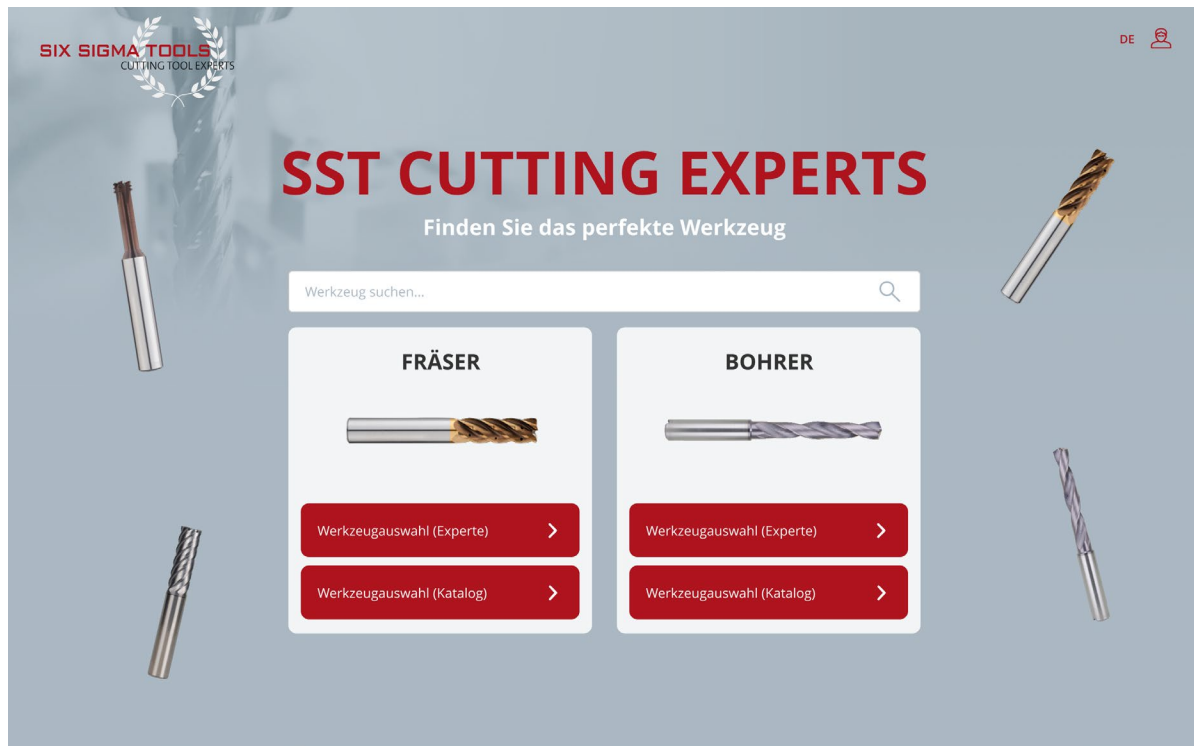 SIX SIGMA TOOLS
CUTTING TOOL EXPERTS
DE
SST CUTTING EXPERTS
Finden Sie das perfekte Werkzeug
Werkzeug suchen...
FRÄSER
Werkzeugauswahl (Experte)
Werkzeugauswahl (Katalog)
BOHRER
Werkzeugauswahl (Experte)
Werkzeugauswahl (Katalog)